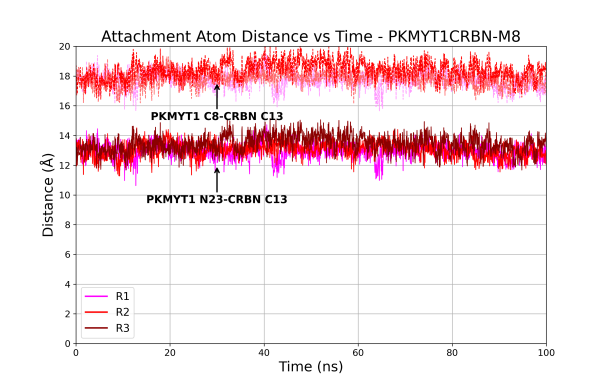 Attachment Atom Distance vs Time - PKMYT1CRBN-M8
20
18
16
PKMYT1 C8-CRBN C13
14
12
10
PKMYT1 N23-CRBN C13
8
6
4
2
0
Distance (Å)
R1
R2
R3
0 20 40 60 80 100
Time (ns)